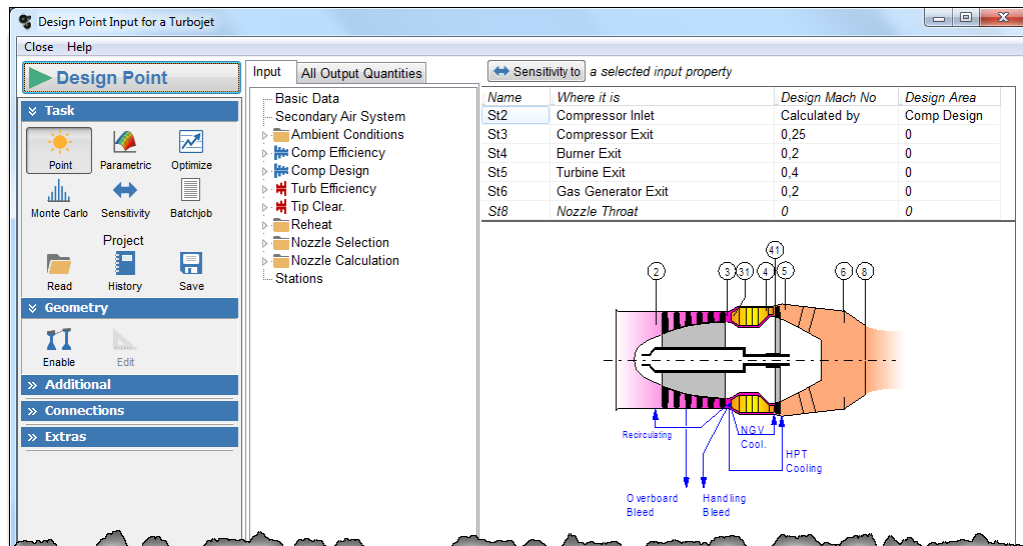 Design Point Input for a Turbojet
Close Help
Design Point
Task
Point Parametric Optimize
Monte Carlo Sensitivity Batchjob
Project
Read History Save
Geometry
Enable Edit
Additional
Connections
Extras
Input All Output Quantities
Basic Data
Secondary Air System
Ambient Conditions
Comp Efficiency
Comp Design
Turb Efficiency
Tip Clear.
Reheat
Nozzle Selection
Nozzle Calculation
Stations
Sensitivity to a selected input property
Name Where it is Design Mach No Design Area
St2 Compressor Inlet Calculated by Comp Design
St3 Compressor Exit 0,25 0
St4 Burner Exit 0,2 0
St5 Turbine Exit 0,4 0
St6 Gas Generator Exit 0,2 0
St8 Nozzle Throat 0 0
41
2 3 31 4 5 6 8
Recirculating
NGV
Cool.
HPT
Cooling
Overboard
Bleed
Handling
Bleed